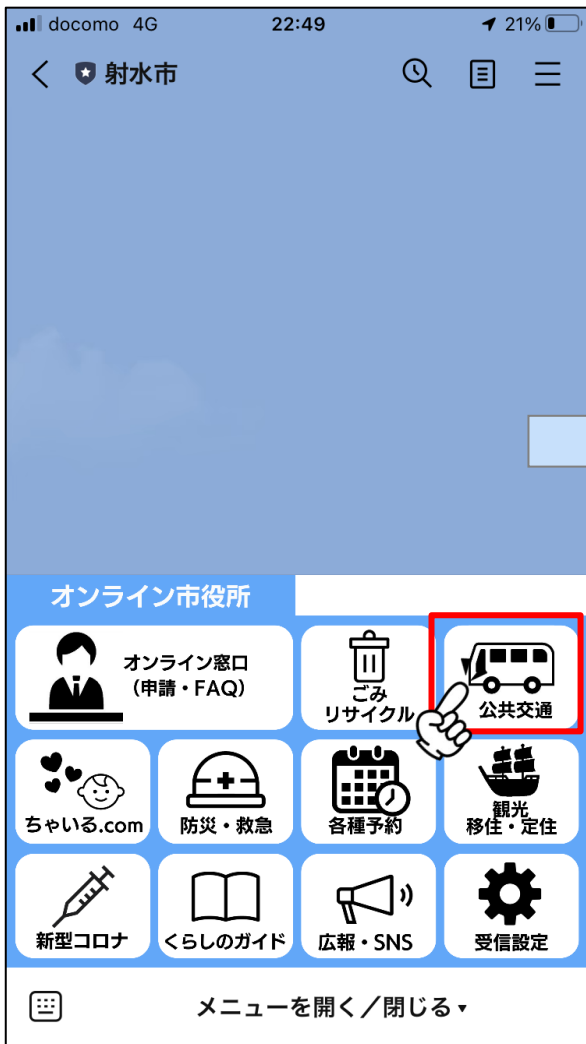 docomo 4G 22:49 21%
射水市
オンライン市役所
オンライン窓口
(申請・FAQ)
ごみ
リサイクル
公共交通
ちゃいる.com
防災・救急
各種予約
観光
移住・定住
新型コロナ
くらしのガイド
広報・SNS
受信設定
メニューを開く/閉じる▾